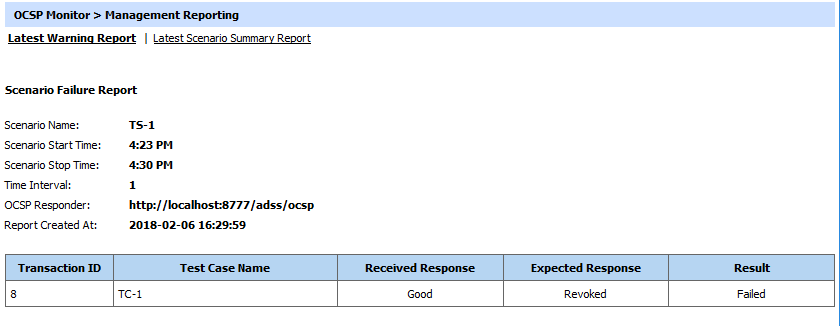 OCSP Monitor > Management Reporting
Latest Warning Report | Latest Scenario Summary Report
Scenario Failure Report
Scenario Name: TS-1
Scenario Start Time: 4:23 PM
Scenario Stop Time: 4:30 PM
Time Interval: 1
OCSP Responder: http://localhost:8777/adss/ocsp
Report Created At: 2018-02-06 16:29:59
Transaction ID Test Case Name Received Response Expected Response Result
8 TC-1 Good Revoked Failed